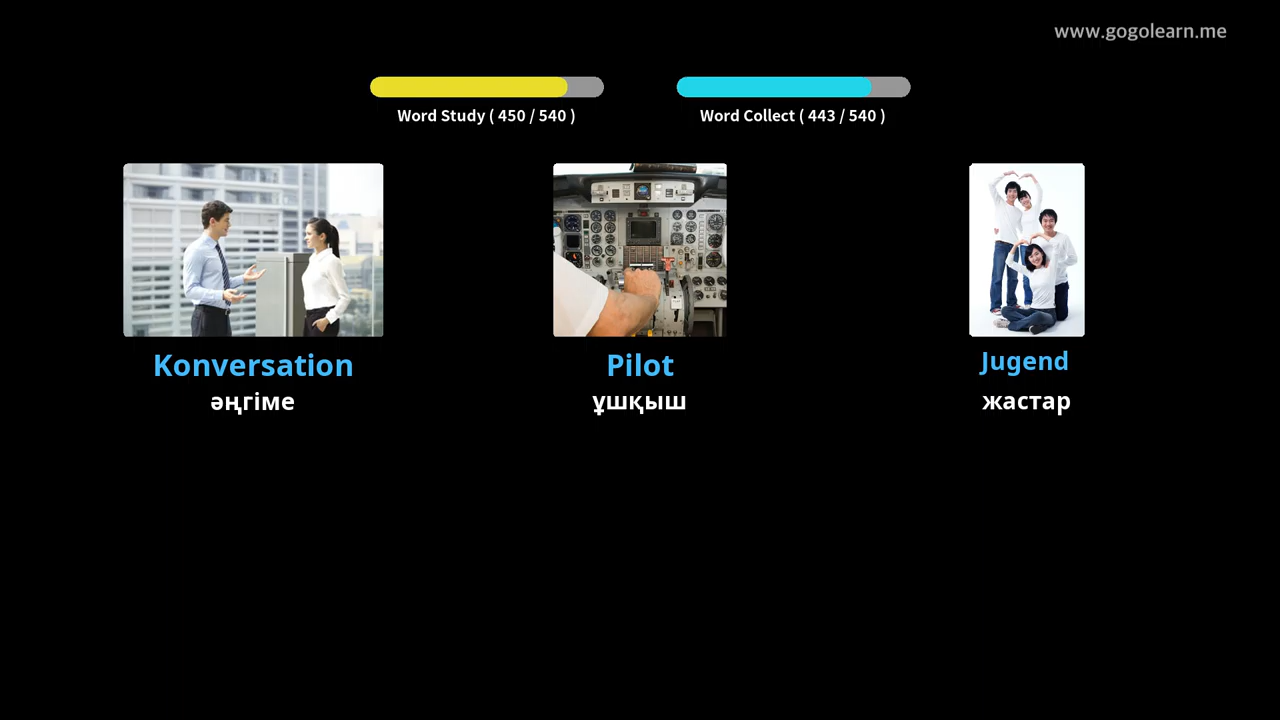 www.gogolearn.me
Word Study ( 450 / 540 )
Word Collect ( 443 / 540 )
Konversation
әңгіме
Pilot
ұшқыш
Jugend
жастар